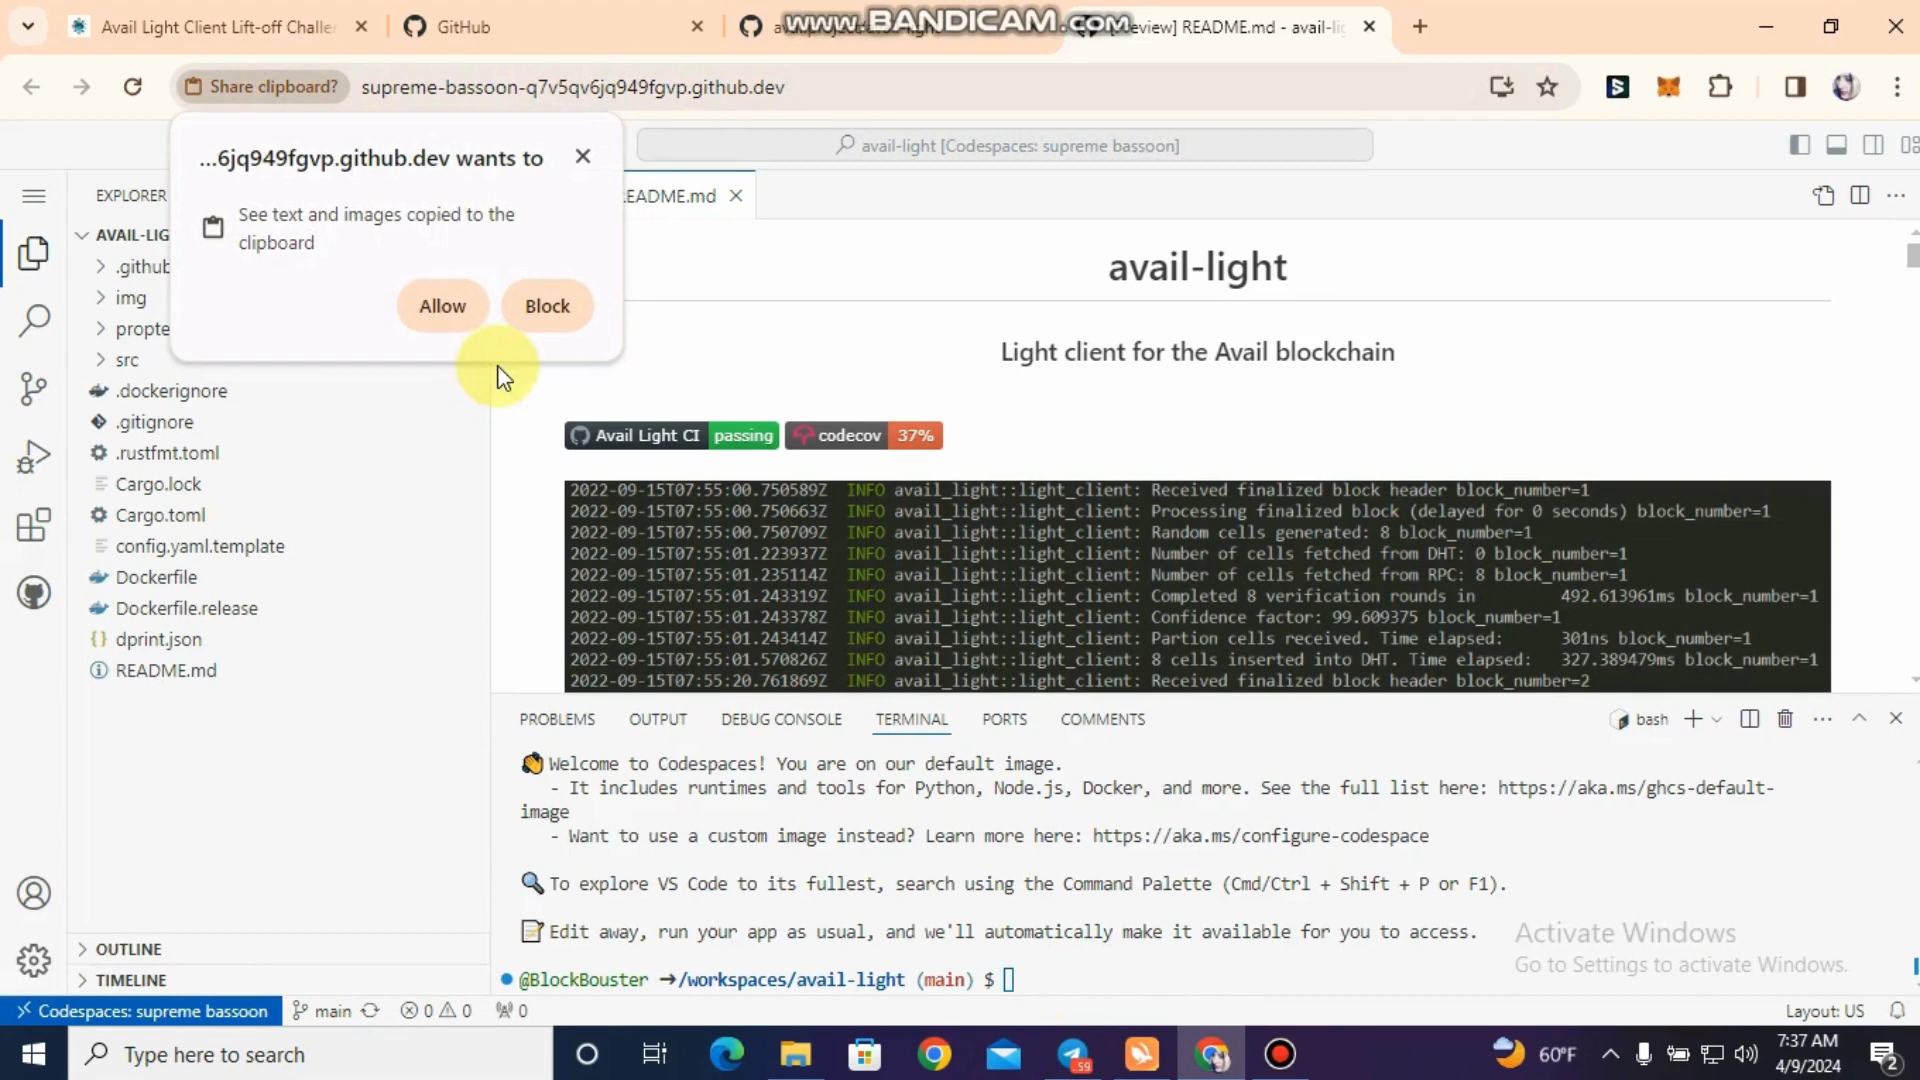 Avail Light Client Lift-off Challe
GitHub
www.BANDICAM.com
[Preview] README.md - avail-lig
Share clipboard?
supreme-bassoon-q7v5qv6jq949fgvp.github.dev
...6jq949fgvp.github.dev wants to
See text and images copied to the
clipboard
Allow
Block
avail-light [Codespaces: supreme bassoon]
EXPLORER
README.md
AVAIL-LIG
.github
img
propte
src
.dockerignore
.gitignore
.rustfmt.toml
Cargo.lock
Cargo.toml
config.yaml.template
Dockerfile
Dockerfile.release
dprint.json
README.md
OUTLINE
TIMELINE
avail-light
Light client for the Avail blockchain
Avail Light CI passing codecov 37%
2022-09-15T07:55:00.750589Z INFO avail_light::light_client: Received finalized block header block_number=1
2022-09-15T07:55:00.750663Z INFO avail_light::light_client: Processing finalized block (delayed for 0 seconds) block_number=1
2022-09-15T07:55:00.750709Z INFO avail_light::light_client: Random cells generated: 8 block_number=1
2022-09-15T07:55:01.223937Z INFO avail_light::light_client: Number of cells fetched from DHT: 0 block_number=1
2022-09-15T07:55:01.235114Z INFO avail_light::light_client: Number of cells fetched from RPC: 8 block_number=1
2022-09-15T07:55:01.243319Z INFO avail_light::light_client: Completed 8 verification rounds in 492.613961ms block_number=1
2022-09-15T07:55:01.243378Z INFO avail_light::light_client: Confidence factor: 99.609375 block_number=1
2022-09-15T07:55:01.243414Z INFO avail_light::light_client: Partion cells received. Time elapsed: 301ns block_number=1
2022-09-15T07:55:01.570826Z INFO avail_light::light_client: 8 cells inserted into DHT. Time elapsed: 327.389479ms block_number=1
2022-09-15T07:55:20.761869Z INFO avail_light::light_client: Received finalized block header block_number=2
PROBLEMS OUTPUT DEBUG CONSOLE TERMINAL PORTS COMMENTS
bash
Welcome to Codespaces! You are on our default image.
- It includes runtimes and tools for Python, Node.js, Docker, and more. See the full list here: https://aka.ms/ghcs-default-
image
- Want to use a custom image instead? Learn more here: https://aka.ms/configure-codespace
To explore VS Code to its fullest, search using the Command Palette (Cmd/Ctrl + Shift + P or F1).
Edit away, run your app as usual, and we'll automatically make it available for you to access.
@BlockBouster ➜/workspaces/avail-light (main) $
Activate Windows
Go to Settings to activate Windows.
Codespaces: supreme bassoon
main
0 0
0
Layout: US
Type here to search
59
60°F
7:37 AM
4/9/2024
2